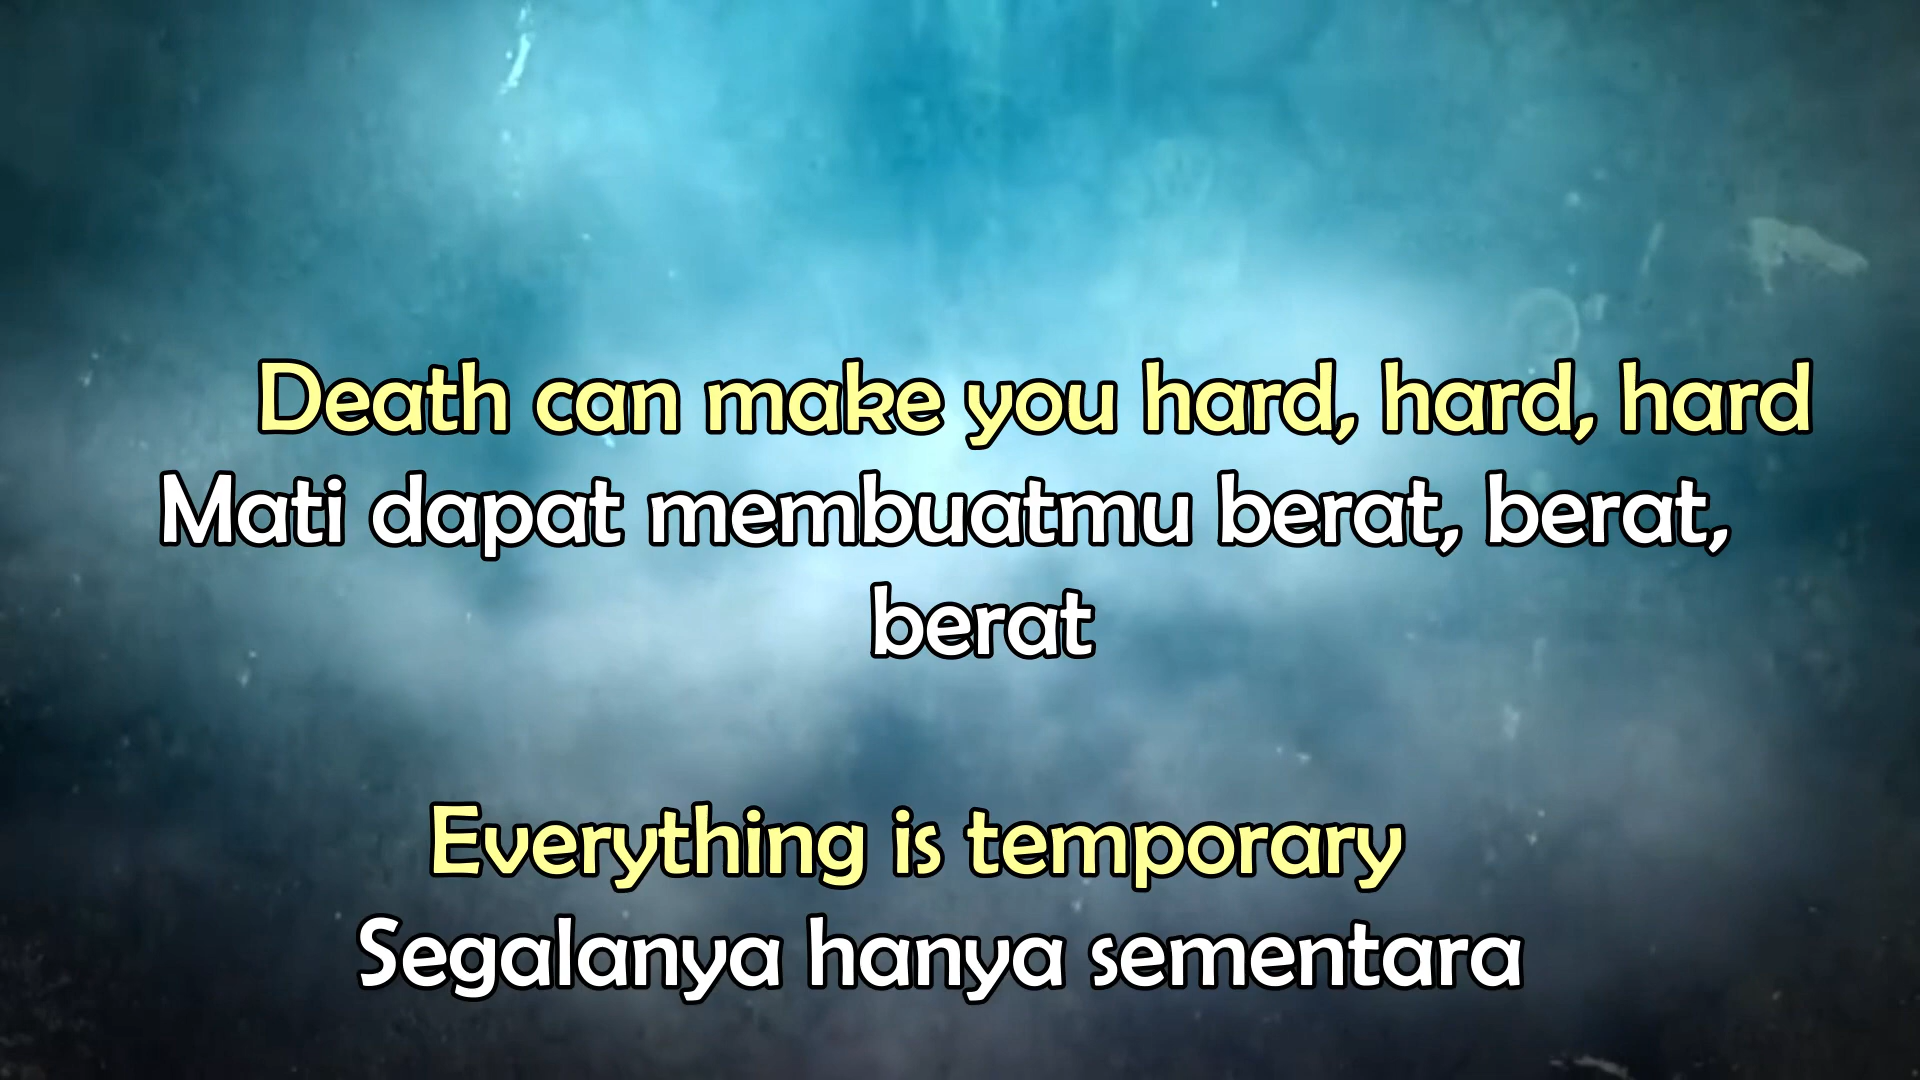 Death can make you hard, hard, hard
Mati dapat membuatmu berat, berat,
berat
Everything is temporary
Segalanya hanya sementara